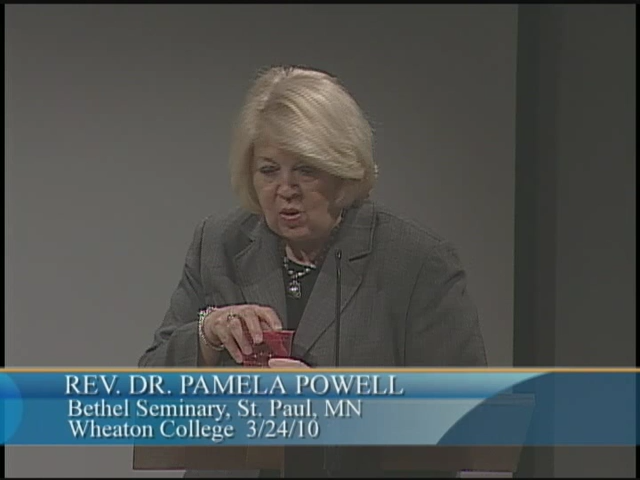 REV. DR. PAMELA POWELL
Bethel Seminary, St. Paul, MN
Wheaton College 3/24/10